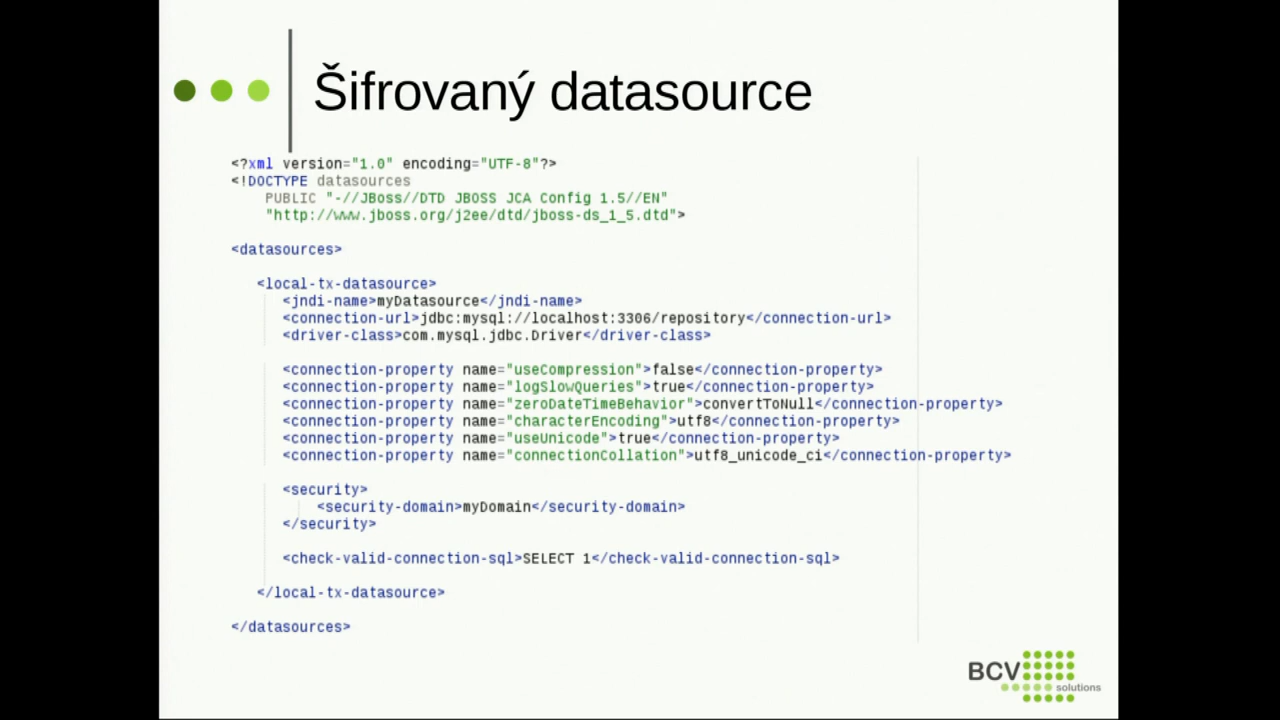 Šifrovaný datasource
<?xml version="1.0" encoding="UTF-8"?>
<!DOCTYPE datasources
PUBLIC "-//JBoss//DTD JBOSS JCA Config 1.5//EN"
"http://www.jboss.org/j2ee/dtd/jboss-ds_1_5.dtd">
<datasources>
<local-tx-datasource>
<jndi-name>myDatasource</jndi-name>
<connection-url>jdbc:mysql://localhost:3306/repository</connection-url>
<driver-class>com.mysql.jdbc.Driver</driver-class>
<connection-property name="useCompression">false</connection-property>
<connection-property name="logSlowQueries">true</connection-property>
<connection-property name="zeroDateTimeBehavior">convertToNull</connection-property>
<connection-property name="characterEncoding">utf8</connection-property>
<connection-property name="useUnicode">true</connection-property>
<connection-property name="connectionCollation">utf8_unicode_ci</connection-property>
<security>
<security-domain>myDomain</security-domain>
</security>
<check-valid-connection-sql>SELECT 1</check-valid-connection-sql>
</local-tx-datasource>
</datasources>
BCV
solutions